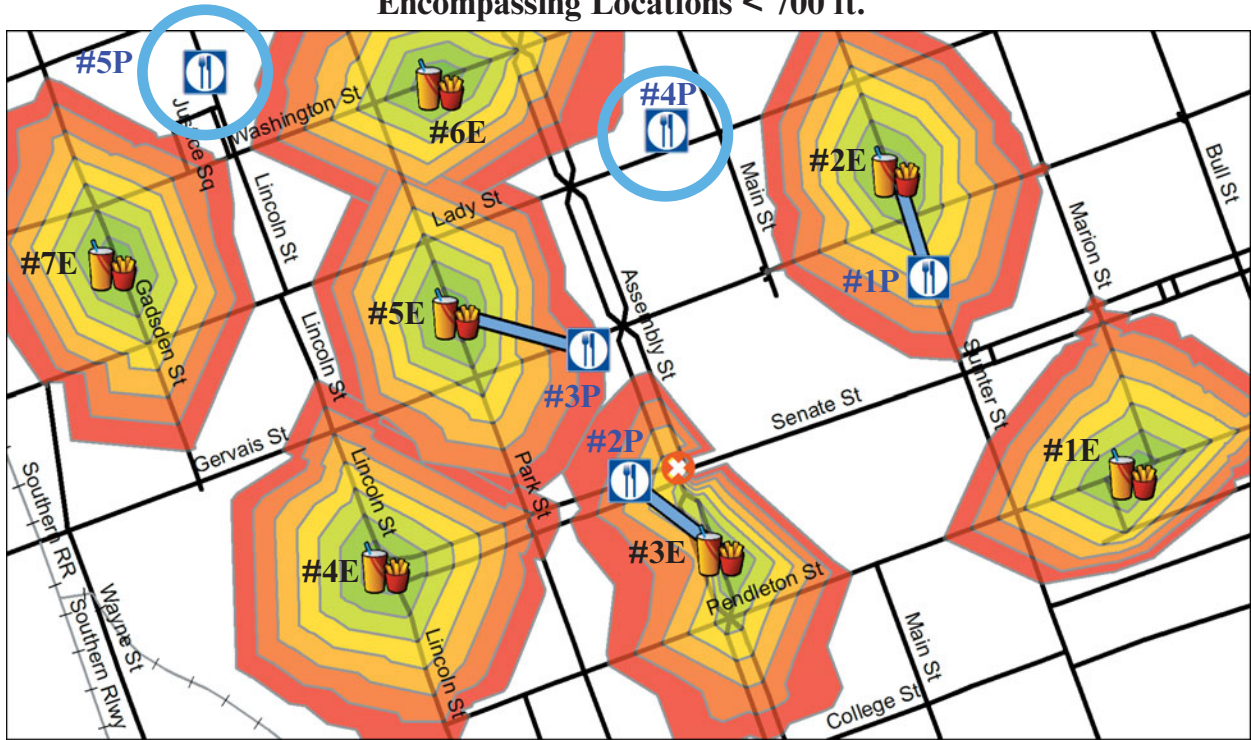 Encompassing Locations < 700 ft.
#5P
#4P
Washington St
#6E
#2E
Justice Sq
Bull St
Lincoln St
Main St
Lady St
Marion St
#7E
#1P
Gadsden St
#5E
Lincoln St
Assembly St
Sumter St
#3P
Senate St
Gervais St
#2P
#1E
Lincoln St
Park St
Southern RR
#3E
#4E
Pendleton St
Wayne St
Southern Rlwy
Lincoln St
Main St
College St